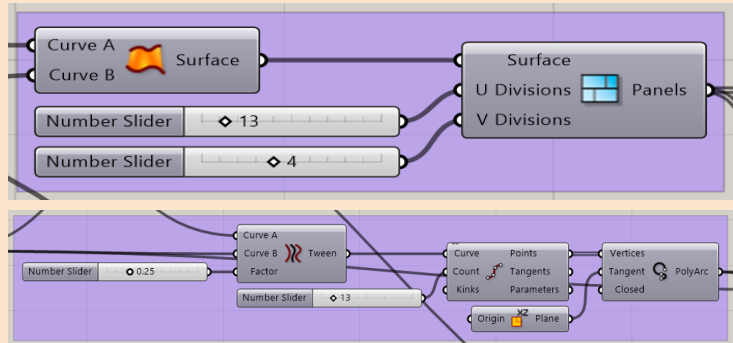 Curve A
Curve B
Surface
Surface
U Divisions
V Divisions
Panels
Number Slider 13
Number Slider 4
Curve A
Curve B
Factor
Tween
Number Slider 0.25
Number Slider 13
Curve
Count
Kinks
Points
Tangents
Parameters
Vertices
Tangent
Closed
PolyArc
Origin XZ Plane